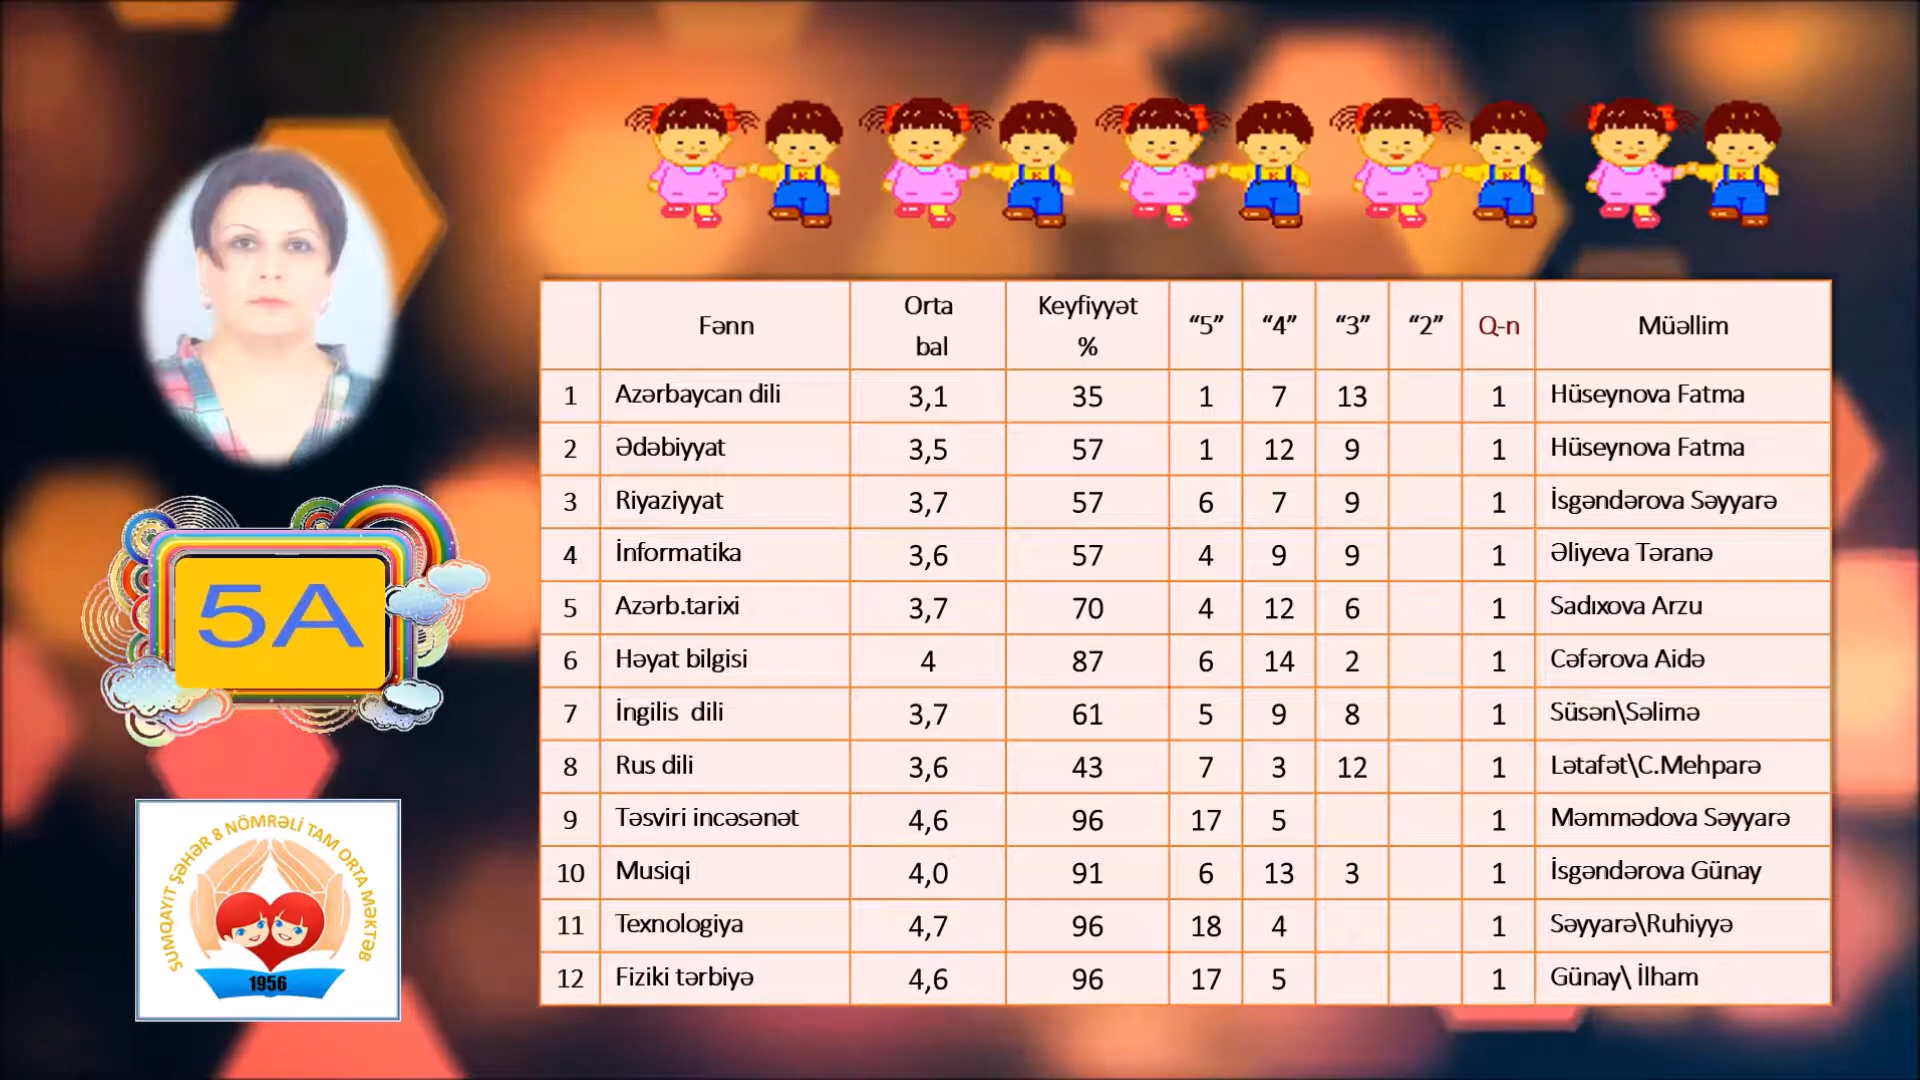 Fənn Orta bal Keyfiyyət % “5” “4” “3” “2” Q-n Müəllim
1 Azərbaycan dili 3,1 35 1 7 13 1 Hüseynova Fatma
2 Ədəbiyyat 3,5 57 1 12 9 1 Hüseynova Fatma
3 Riyaziyyat 3,7 57 6 7 9 1 İsgəndərova Səyyarə
4 İnformatika 3,6 57 4 9 9 1 Əliyeva Təranə
5 Azərb.tarixi 3,7 70 4 12 6 1 Sadıxova Arzu
6 Həyat bilgisi 4 87 6 14 2 1 Cəfərova Aidə
7 İngilis dili 3,7 61 5 9 8 1 Süsən\Səlimə
8 Rus dili 3,6 43 7 3 12 1 Lətafət\C.Mehparə
9 Təsviri incəsənət 4,6 96 17 5 1 Məmmədova Səyyarə
10 Musiqi 4,0 91 6 13 3 1 İsgəndərova Günay
11 Texnologiya 4,7 96 18 4 1 Səyyarə\Ruhiyyə
12 Fiziki tərbiyə 4,6 96 17 5 1 Günay\ İlham
5A
SUMQAYIT ŞƏHƏR 8 NÖMRƏLİ TAM ORTA MƏKTƏB
1956